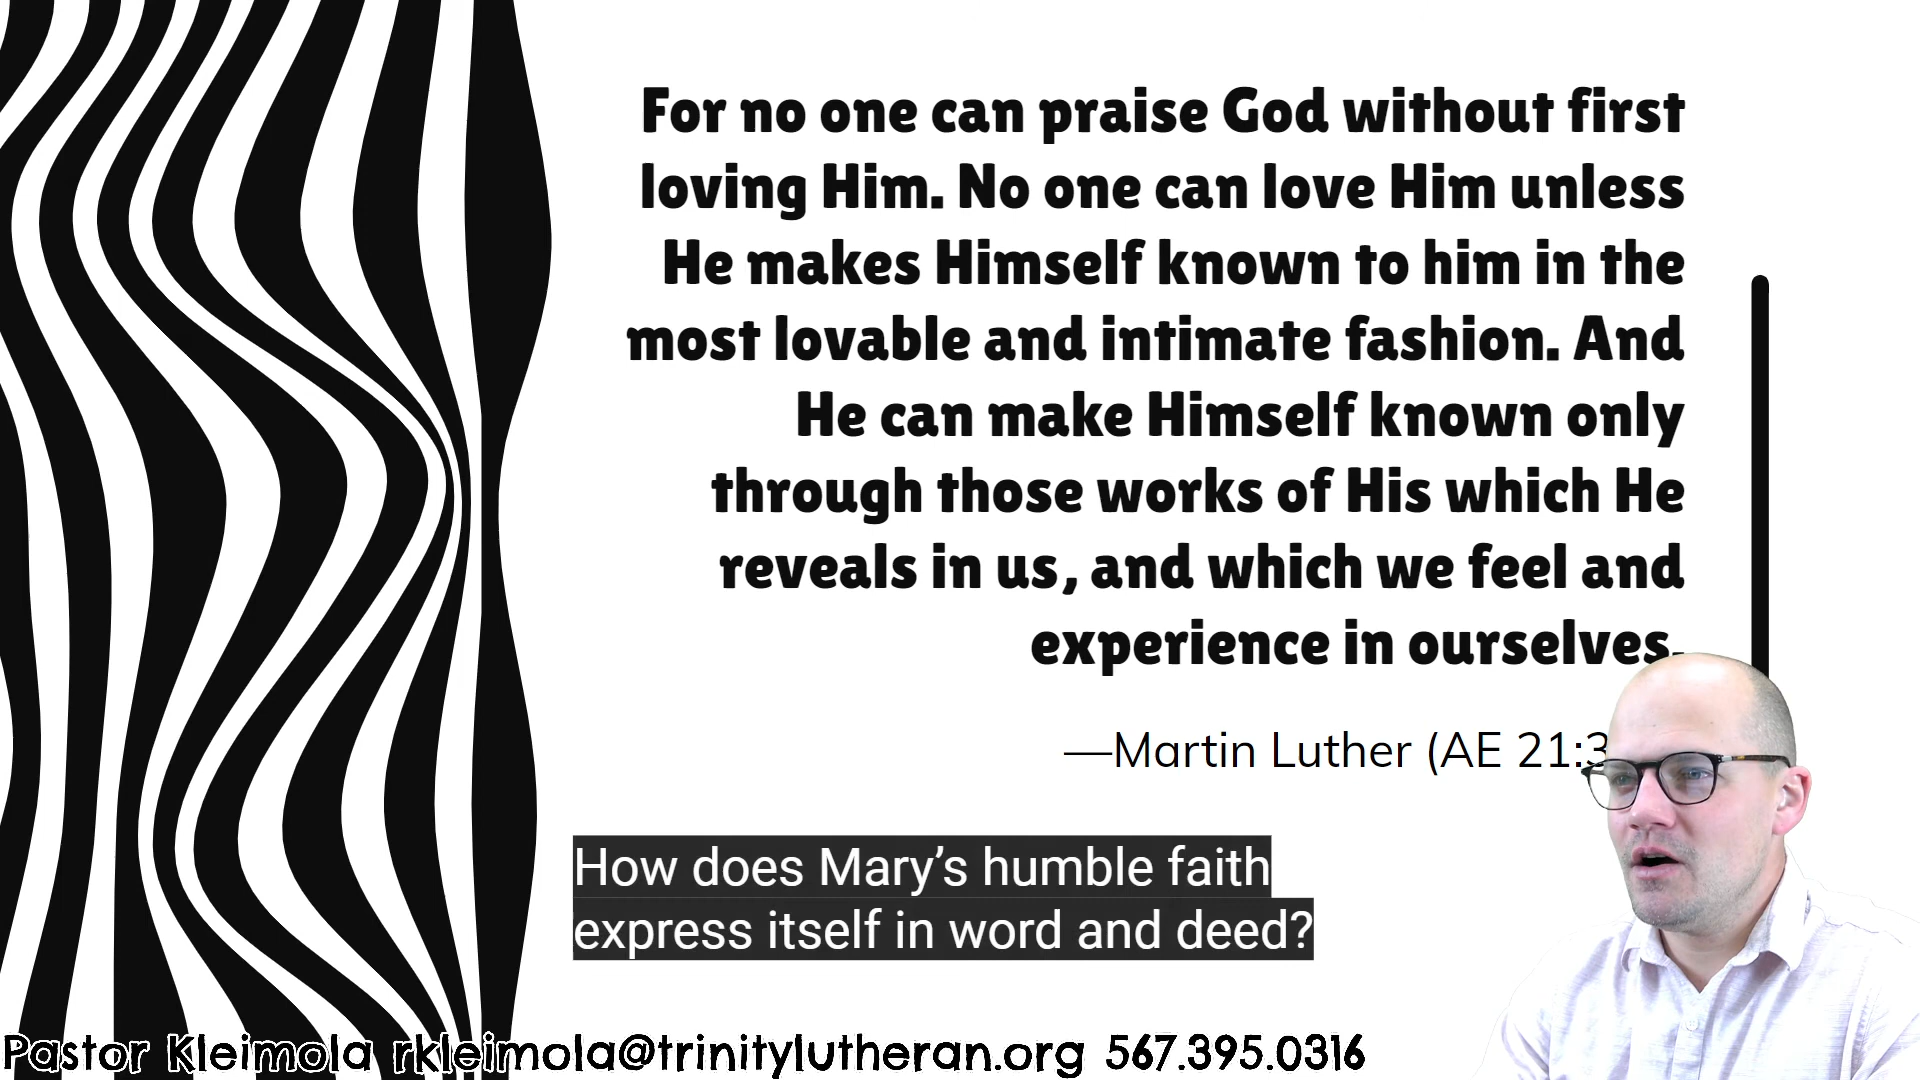 For no one can praise God without first
loving Him. No one can love Him unless
He makes Himself known to him in the
most lovable and intimate fashion. And
He can make Himself known only
through those works of His which He
reveals in us, and which we feel and
experience in ourselves.
—Martin Luther (AE 21:3
How does Mary’s humble faith
express itself in word and deed?
Pastor Kleimola rkleimola@trinitylutheran.org 567.395.0316